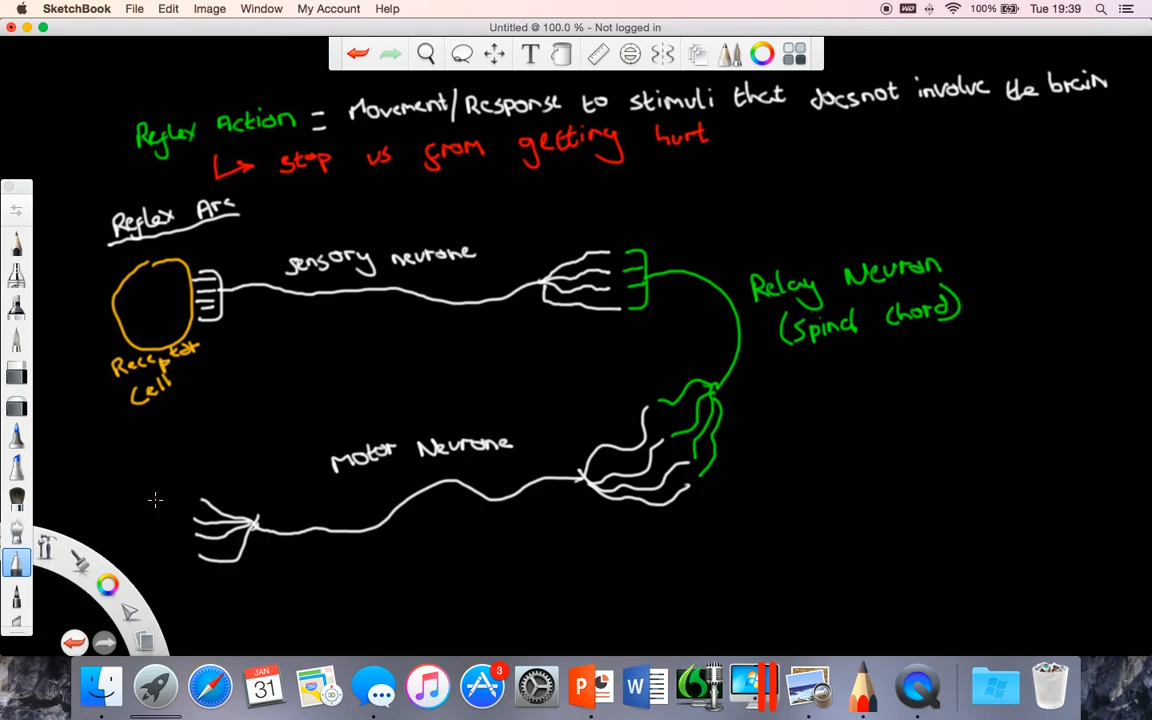 SketchBook File Edit Image Window My Account Help 100% Tue 19:39
Untitled @ 100.0 % - Not logged in
Reflex Action = Movement/Response to stimuli that does not involve the brain
↳ stop us from getting hurt
Reflex Arc
sensory neurone
Relay Neuron
(Spinal chord)
Receptor
Cell
Motor Neurone
JAN
31
3